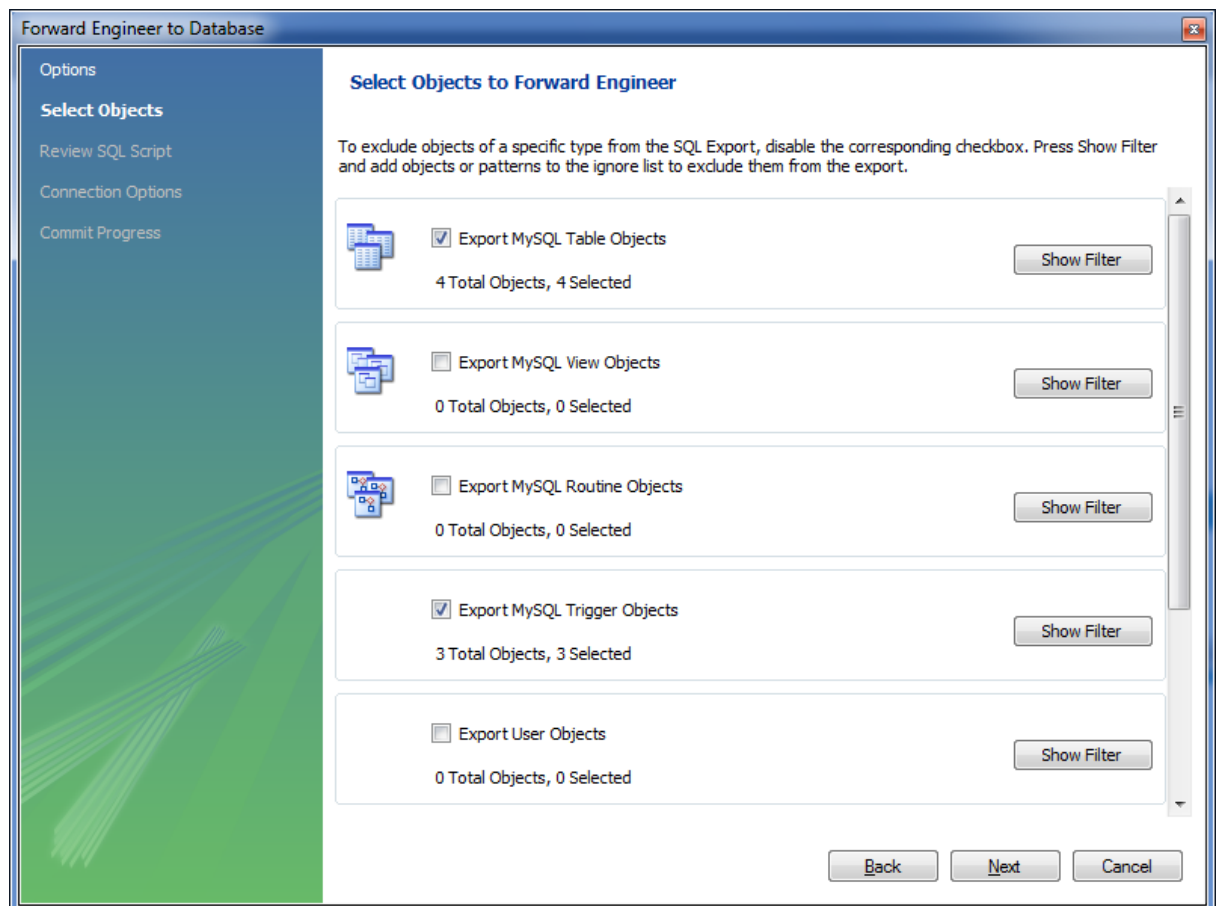 Forward Engineer to Database
Options
Select Objects
Review SQL Script
Connection Options
Commit Progress
Select Objects to Forward Engineer
To exclude objects of a specific type from the SQL Export, disable the corresponding checkbox. Press Show Filter
and add objects or patterns to the ignore list to exclude them from the export.
Export MySQL Table Objects
Show Filter
4 Total Objects, 4 Selected
Export MySQL View Objects
Show Filter
0 Total Objects, 0 Selected
Export MySQL Routine Objects
Show Filter
0 Total Objects, 0 Selected
Export MySQL Trigger Objects
Show Filter
3 Total Objects, 3 Selected
Export User Objects
Show Filter
0 Total Objects, 0 Selected
Back Next Cancel